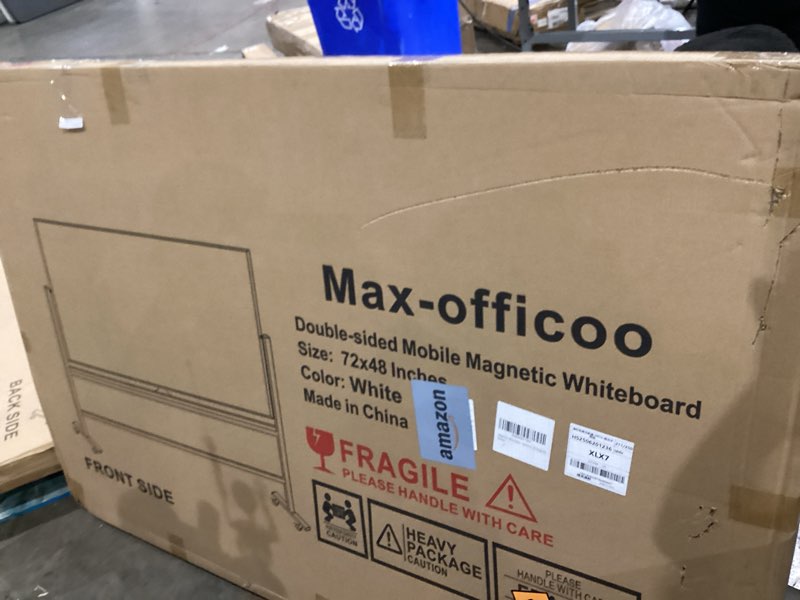 Max-officoo
Double-sided Mobile Magnetic Whiteboard
Size: 72x48 Inches
Color: White
Made in China
amazon
XLX7
FRAGILE
PLEASE HANDLE WITH CARE
CAUTION
HEAVY
PACKAGE
CAUTION
PLEASE
HANDLE WITH
FRONT SIDE
BACK SIDE